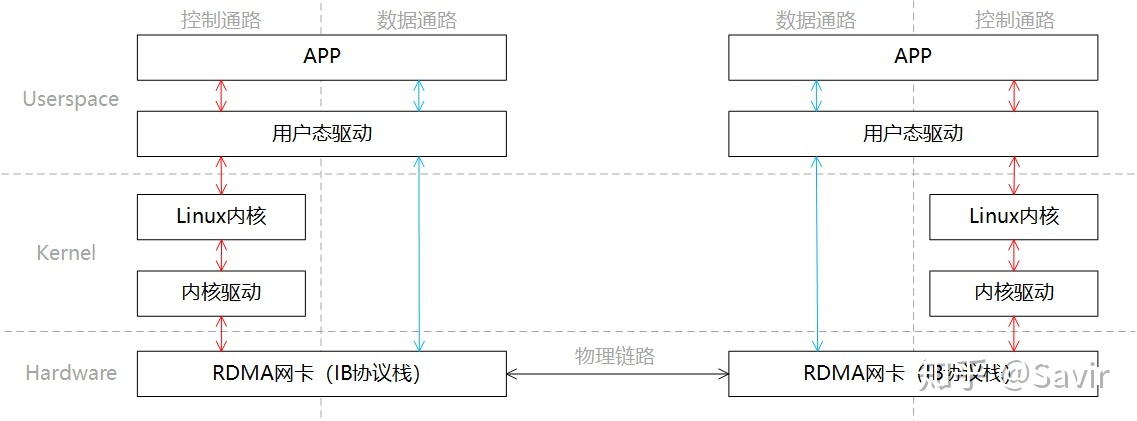 控制通路 数据通路 数据通路 控制通路
APP APP
Userspace
用户态驱动 用户态驱动
Linux内核 Linux内核
Kernel
内核驱动 内核驱动
物理链路
Hardware RDMA网卡（IB协议栈） RDMA网卡（IB协议栈）
知乎 @Savir